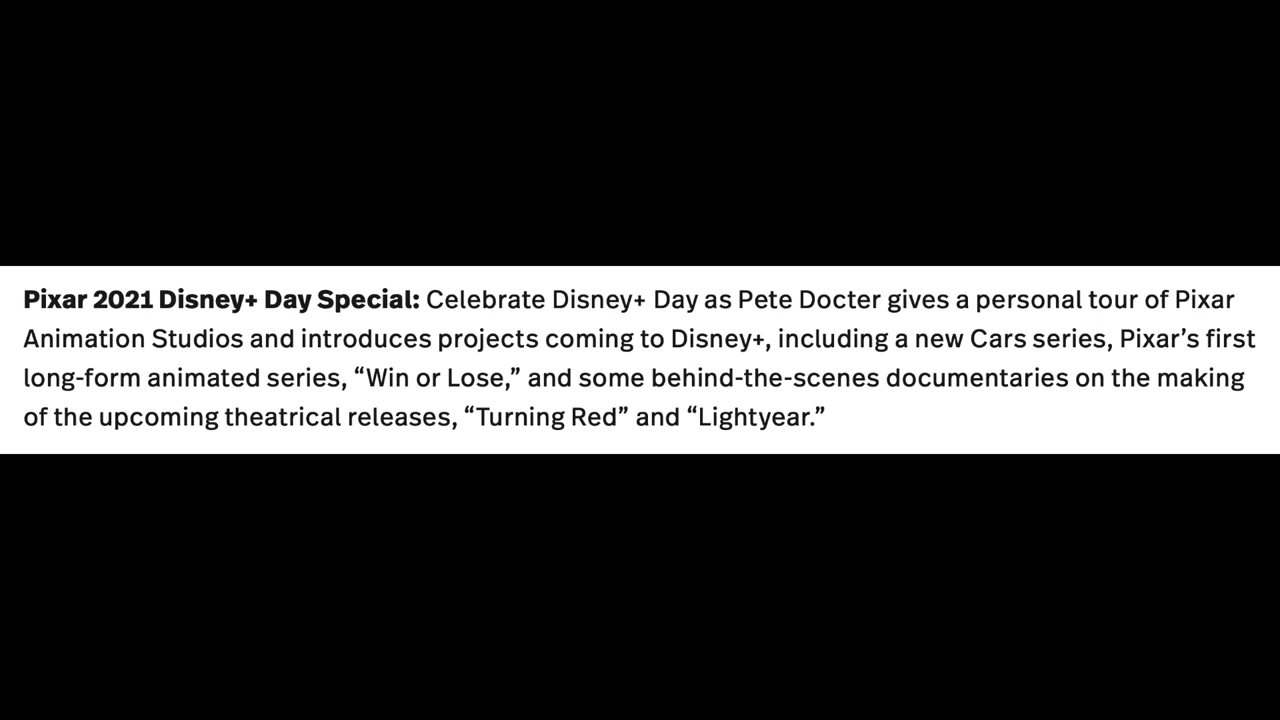 Pixar 2021 Disney+ Day Special: Celebrate Disney+ Day as Pete Docter gives a personal tour of Pixar
Animation Studios and introduces projects coming to Disney+, including a new Cars series, Pixar’s first
long-form animated series, “Win or Lose,” and some behind-the-scenes documentaries on the making
of the upcoming theatrical releases, “Turning Red” and “Lightyear.”